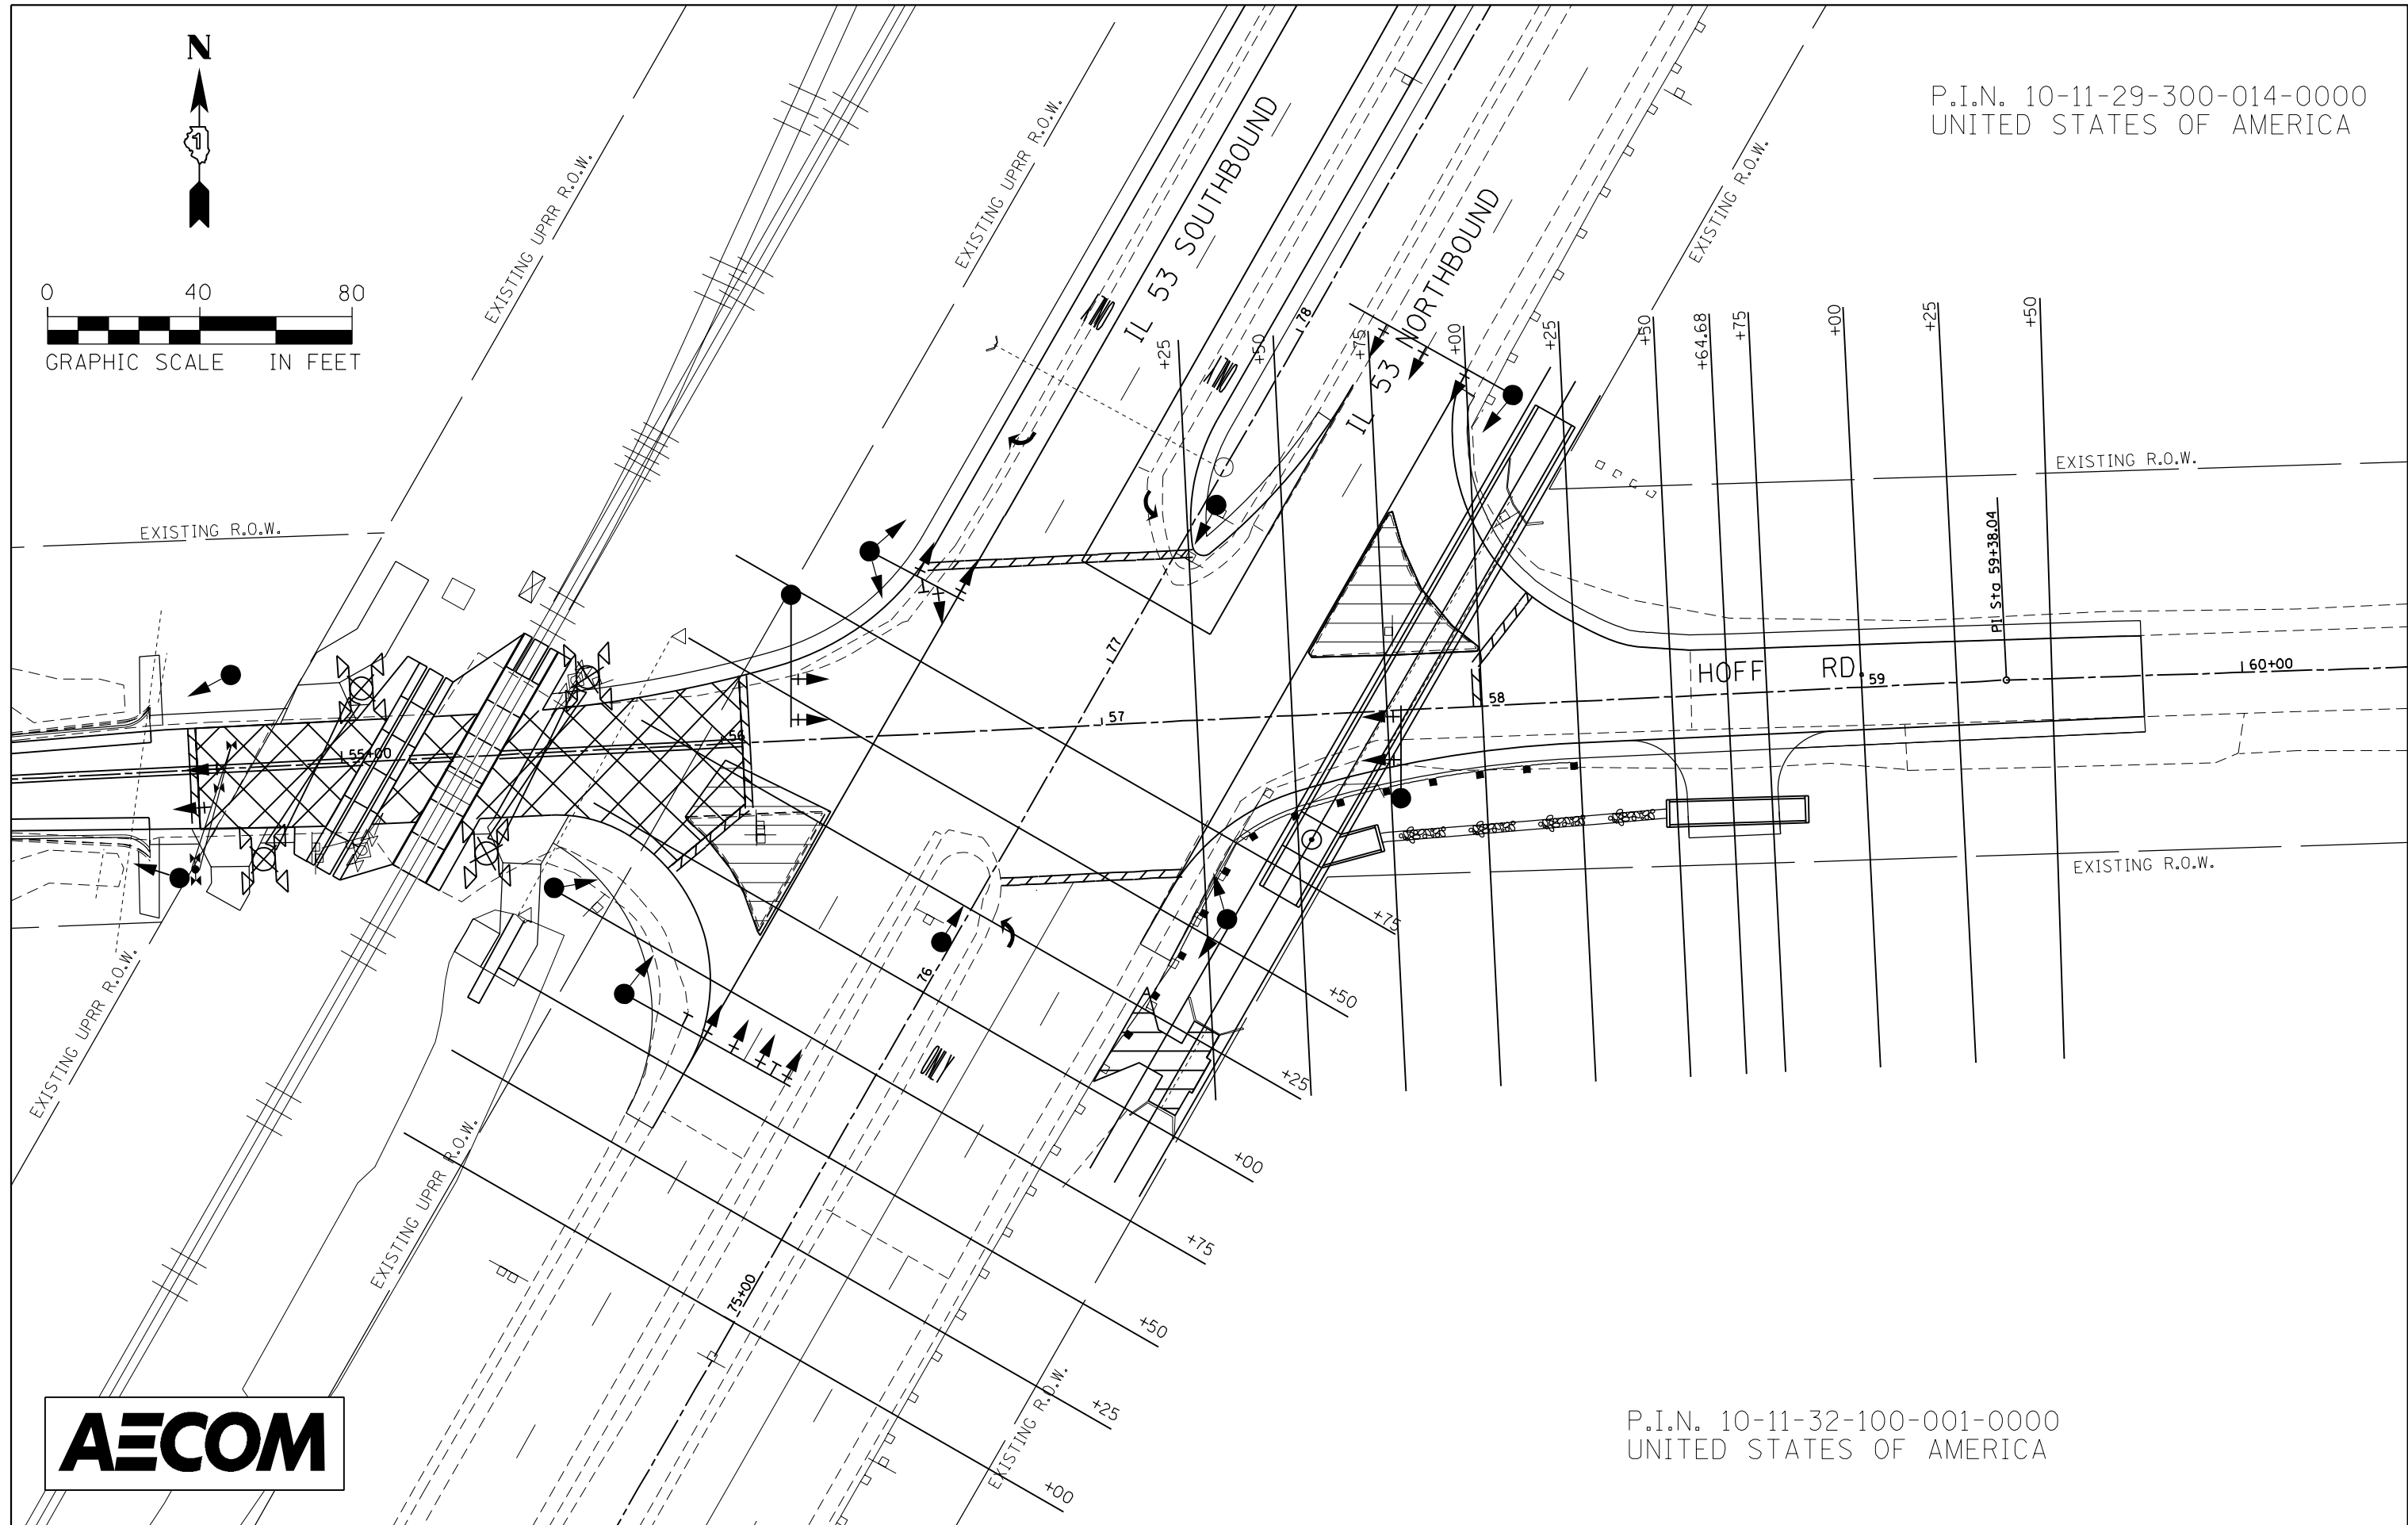 N
1
P.I.N. 10-11-29-300-014-0000
UNITED STATES OF AMERICA
0 40 80
GRAPHIC SCALE IN FEET
EXISTING UPRR R.O.W.
EXISTING UPRR R.O.W.
IL 53 SOUTHBOUND
IL 53 NORTHBOUND
EXISTING R.O.W.
78
+25
+50
+75
+00
+25
+50
+64.68
+75
+00
+25
+50
EXISTING R.O.W.
EXISTING R.O.W.
PI Sta 59+38.04
HOFF RD.
55+00
56
57
58
59
60+00
77
76
75+00
EXISTING R.O.W.
EXISTING UPRR R.O.W.
EXISTING UPRR R.O.W.
+75
+50
+25
+00
+75
+50
+25
+00
EXISTING R.O.W.
AECOM
P.I.N. 10-11-32-100-001-0000
UNITED STATES OF AMERICA